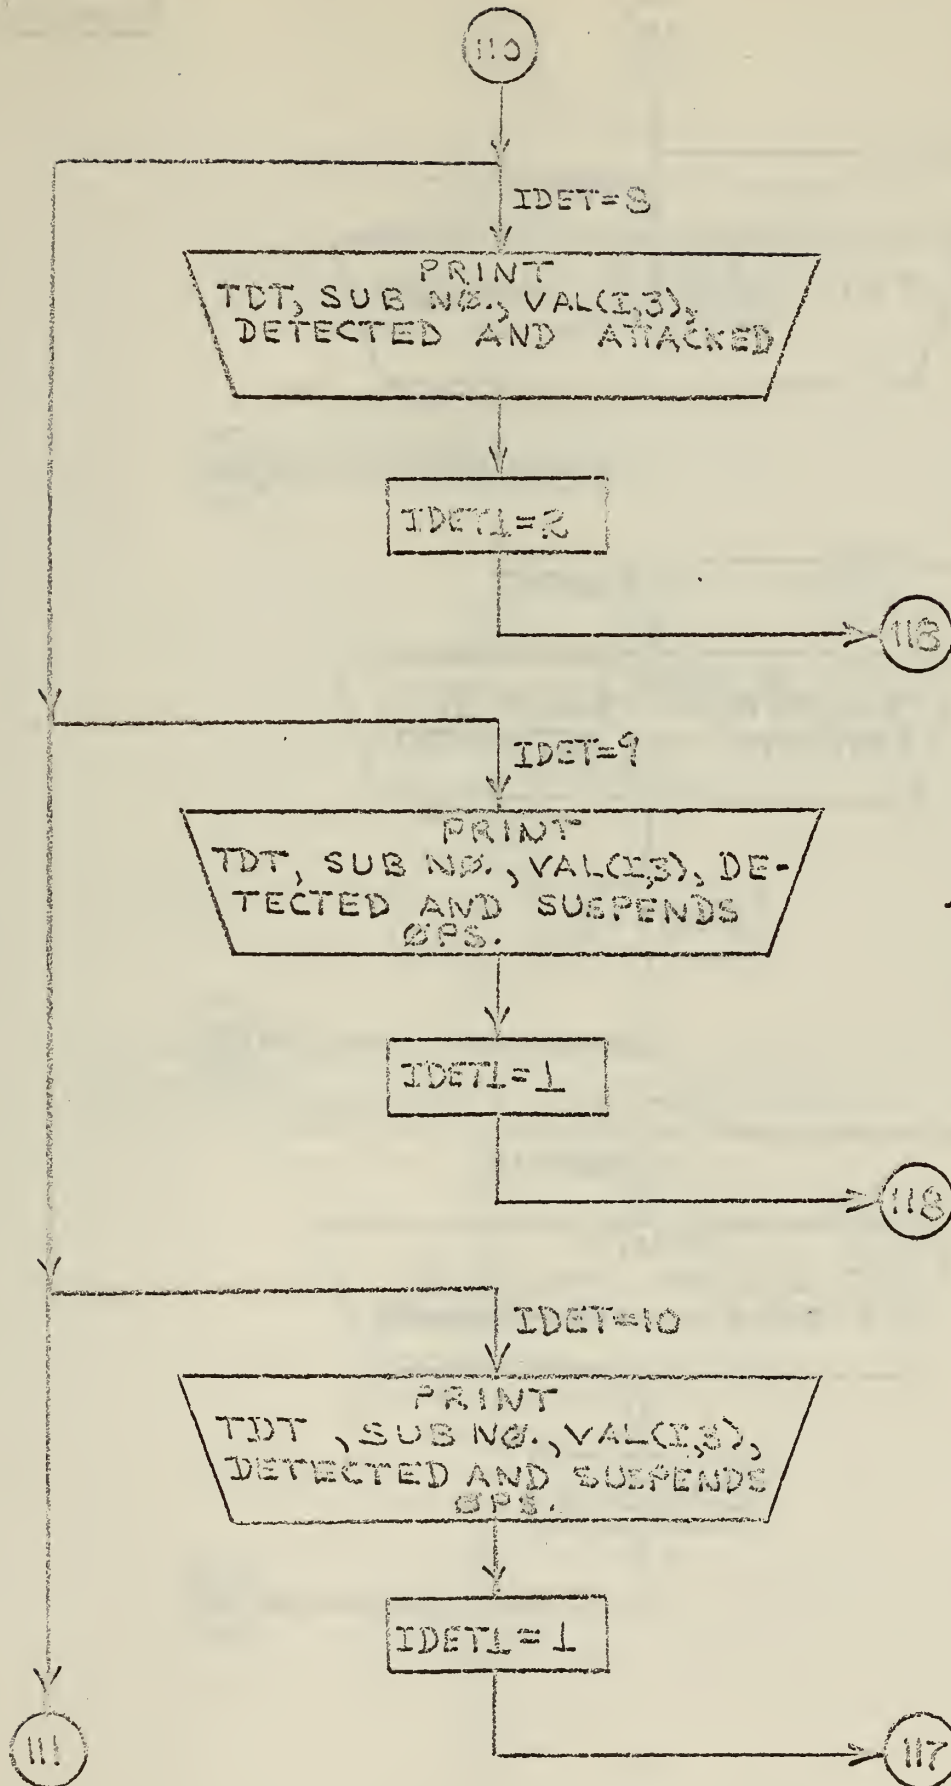 110
IDET=8
PRINT
TDT, SUB NØ., VAL(I,3),
DETECTED AND ATTACKED
IDET1=2
118
IDET=9
PRINT
TDT, SUB NØ., VAL(I,3), DE-
TECTED AND SUSPENDS
ØPS.
IDET1=1
118
IDET=10
PRINT
TDT, SUB NØ., VAL(I,3),
DETECTED AND SUSPENDS
ØPS.
IDET1=1
111
117